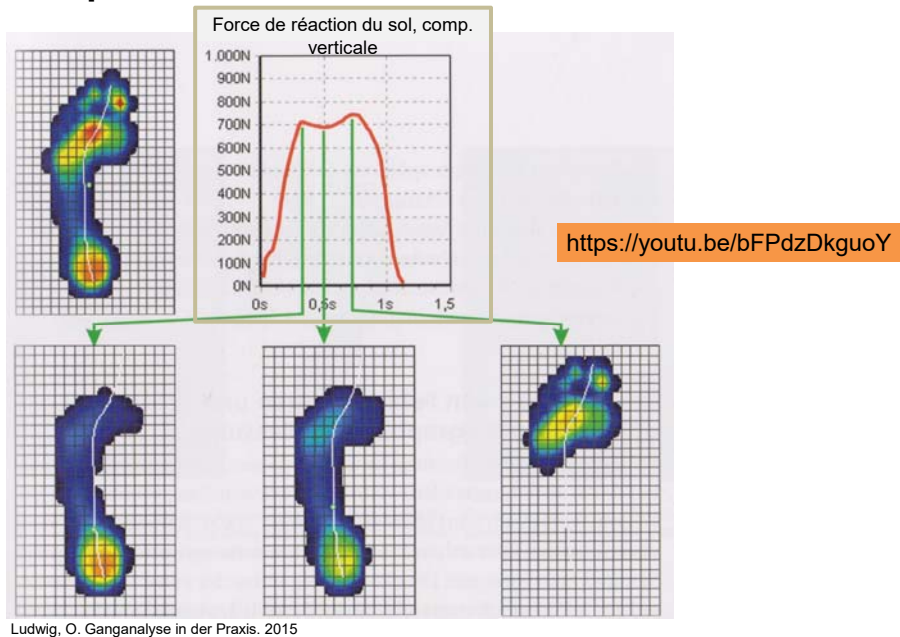 Force de réaction du sol, comp.
verticale
1.000N
900N
800N
700N
600N
500N
400N
300N
200N
100N
0N
0s 0,5s 1s 1,5
https://youtu.be/bFPdzDkguoY
Ludwig, O. Ganganalyse in der Praxis. 2015